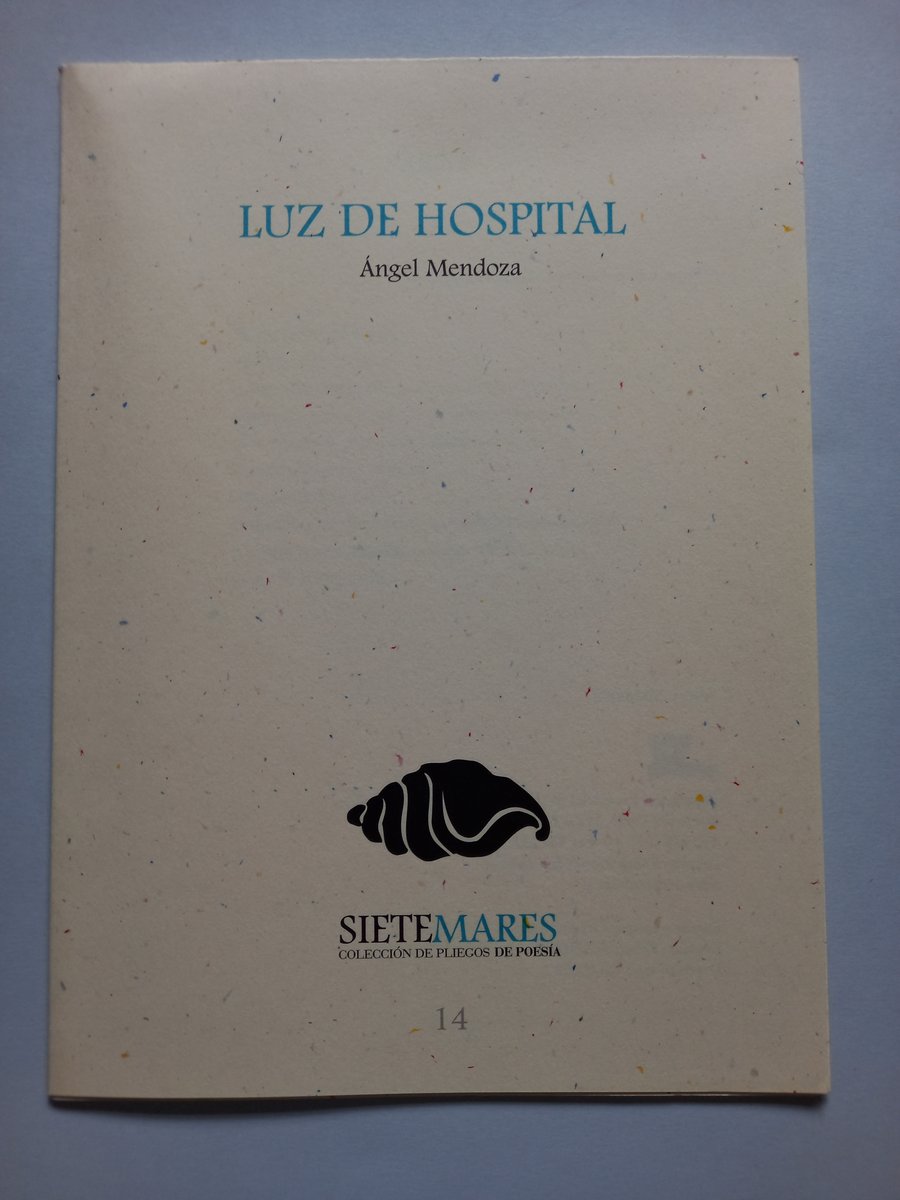 LUZ DE HOSPITAL
Ángel Mendoza
SIETEMARES
COLECCIÓN DE PLIEGOS DE POESÍA
14